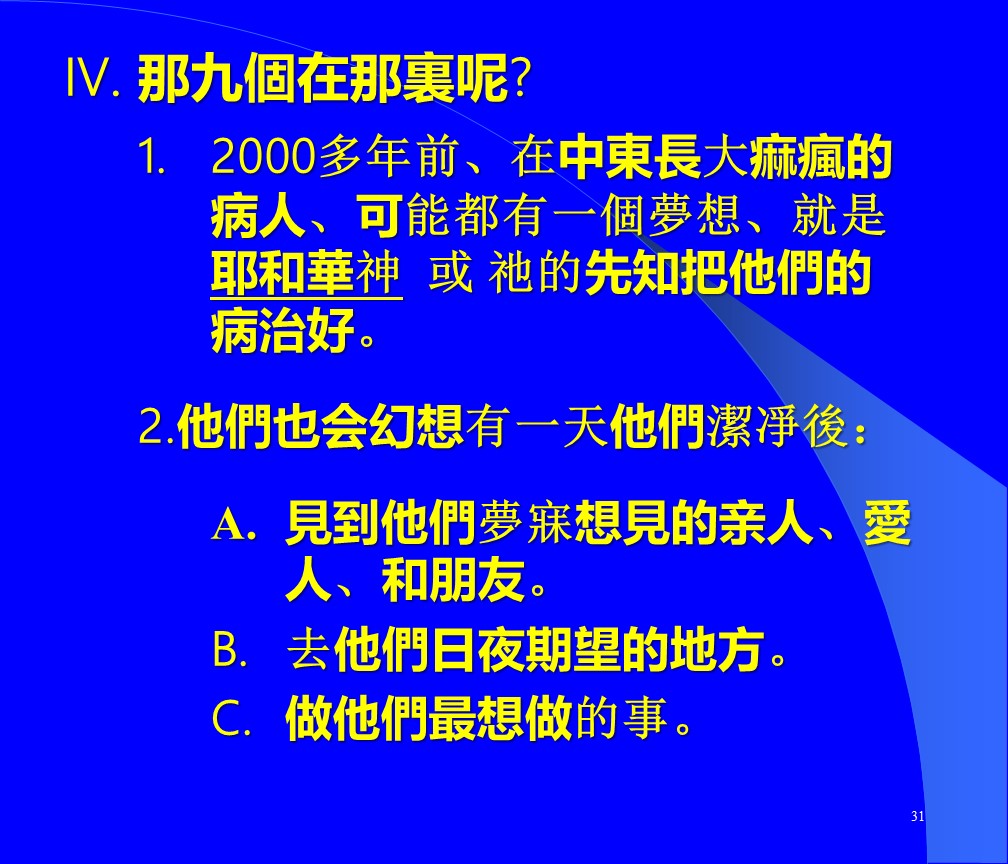 IV. 那九個在那裏呢?
1. 2000多年前、在中東長大痳瘋的
病人、可能都有一個夢想、就是
耶和華神 或 祂的先知把他們的
病治好。
2.他們也会幻想有一天他們潔凈後：
A. 見到他們夢寐想見的亲人、愛
人、和朋友。
B. 去他們日夜期望的地方。
C. 做他們最想做的事。
31